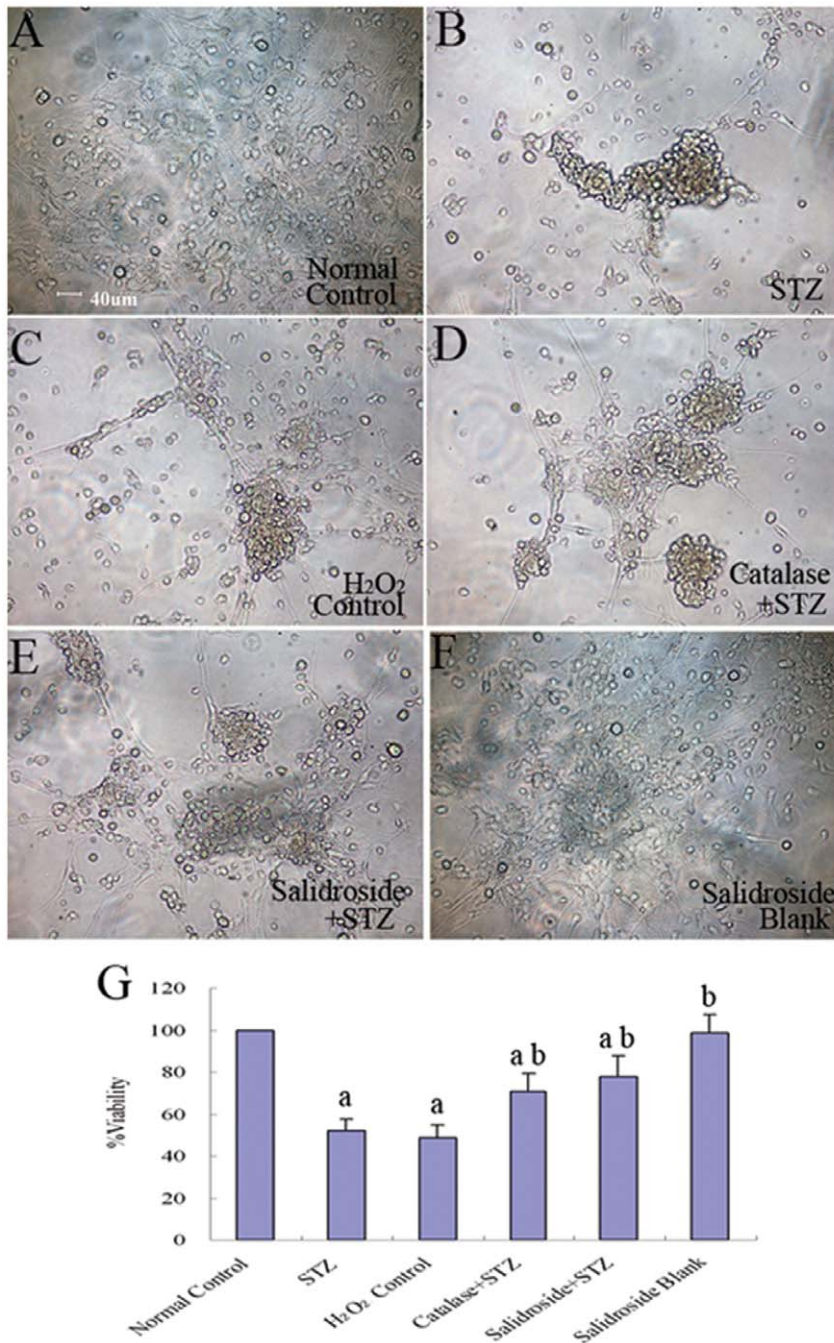 A
Normal
Control
40um
B
STZ
C
H₂O₂
Control
D
Catalase
+STZ
E
Salidroside
+STZ
F
Salidroside
Blank
G
120
100
80
60
40
20
0
%Viability
a
a
a b
a b
b
Normal Control
STZ
H₂O₂ Control
Catalase+STZ
Salidroside+STZ
Salidroside Blank